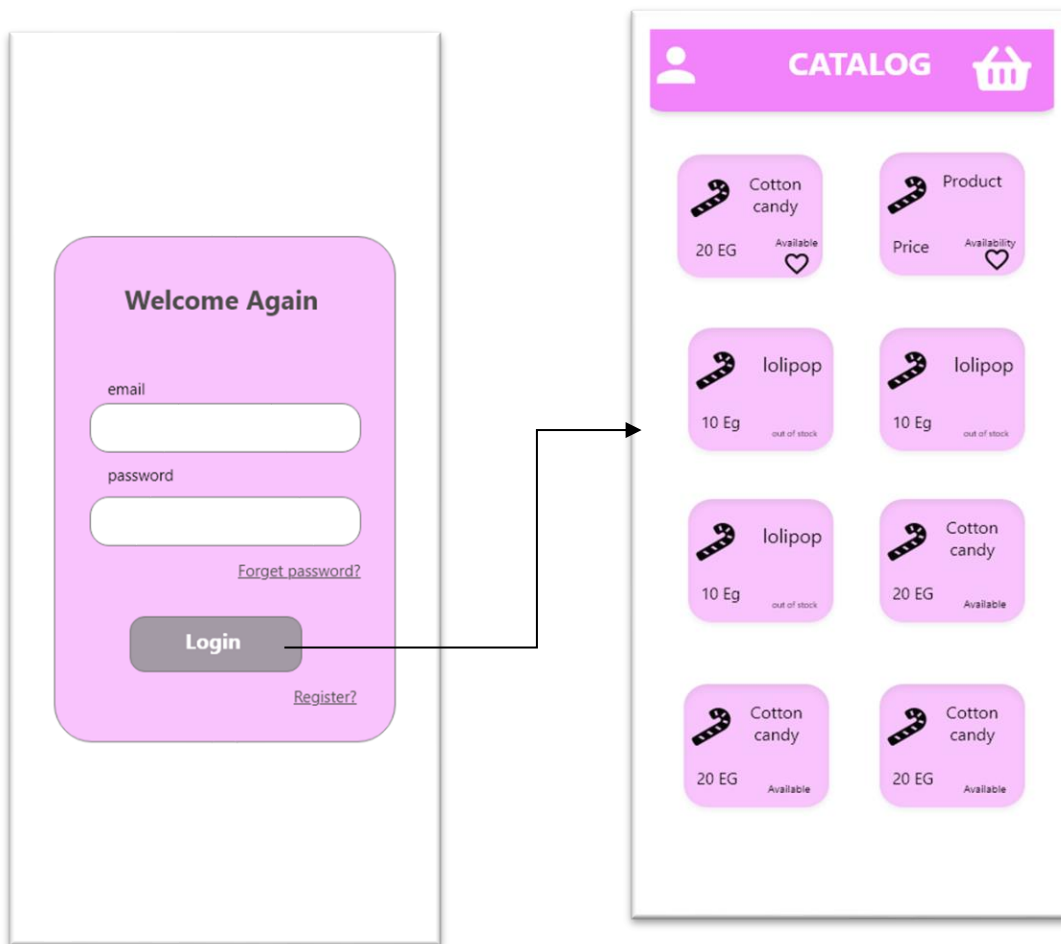 Welcome Again
email
password
Forget password?
Login
Register?
CATALOG
Cotton
candy
20 EG
Available
Product
Price
Availability
lolipop
10 Eg
out of stock
lolipop
10 Eg
out of stock
lolipop
10 Eg
out of stock
Cotton
candy
20 EG
Available
Cotton
candy
20 EG
Available
Cotton
candy
20 EG
Available